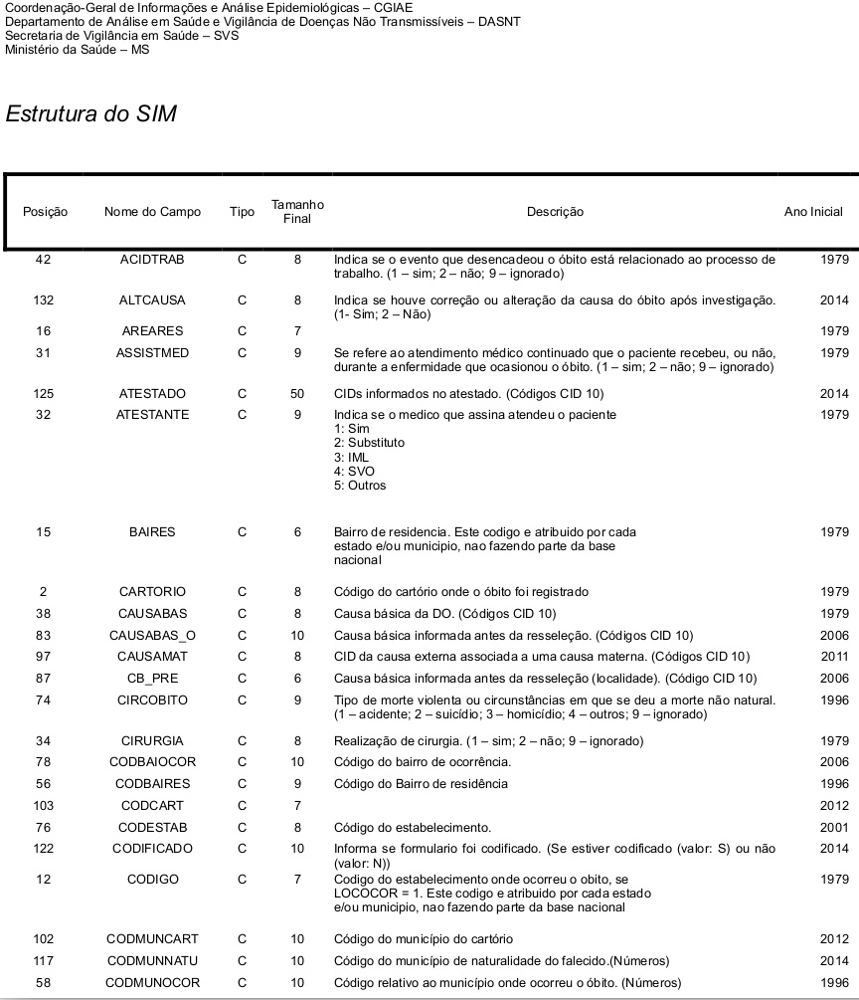 Coordenação-Geral de Informações e Análise Epidemiológicas – CGIAE
Departamento de Análise em Saúde e Vigilância de Doenças Não Transmissíveis – DASNT
Secretaria de Vigilância em Saúde – SVS
Ministério da Saúde – MS
Estrutura do SIM
Posição Nome do Campo Tipo Tamanho Final Descrição Ano Inicial
42 ACIDTRAB C 8 Indica se o evento que desencadeou o óbito está relacionado ao processo de 1979
trabalho. (1 – sim; 2 – não; 9 – ignorado)
132 ALTCAUSA C 8 Indica se houve correção ou alteração da causa do óbito após investigação. 2014
(1- Sim; 2 – Não)
16 AREARES C 7 1979
31 ASSISTMED C 9 Se refere ao atendimento médico continuado que o paciente recebeu, ou não, 1979
durante a enfermidade que ocasionou o óbito. (1 – sim; 2 – não; 9 – ignorado)
125 ATESTADO C 50 CIDs informados no atestado. (Códigos CID 10) 2014
32 ATESTANTE C 9 Indica se o medico que assina atendeu o paciente 1979
1: Sim
2: Substituto
3: IML
4: SVO
5: Outros
15 BAIRES C 6 Bairro de residencia. Este codigo e atribuido por cada 1979
estado e/ou municipio, nao fazendo parte da base
nacional
2 CARTORIO C 8 Código do cartório onde o óbito foi registrado 1979
38 CAUSABAS C 8 Causa básica da DO. (Códigos CID 10) 1979
83 CAUSABAS_O C 10 Causa básica informada antes da resseleção. (Códigos CID 10) 2006
97 CAUSAMAT C 8 CID da causa externa associada a uma causa materna. (Códigos CID 10) 2011
87 CB_PRE C 6 Causa básica informada antes da resseleção (localidade). (Código CID 10) 2006
74 CIRCOBITO C 9 Tipo de morte violenta ou circunstâncias em que se deu a morte não natural. 1996
(1 – acidente; 2 – suicídio; 3 – homicídio; 4 – outros; 9 – ignorado)
34 CIRURGIA C 8 Realização de cirurgia. (1 – sim; 2 – não; 9 – ignorado) 1979
78 CODBAIOCOR C 10 Código do bairro de ocorrência. 2006
56 CODBAIRES C 9 Código do Bairro de residência 1996
103 CODCART C 7 2012
76 CODESTAB C 8 Código do estabelecimento. 2001
122 CODIFICADO C 10 Informa se formulario foi codificado. (Se estiver codificado (valor: S) ou não 2014
(valor: N))
12 CODIGO C 7 Codigo do estabelecimento onde ocorreu o obito, se 1979
LOCOCOR = 1. Este codigo e atribuido por cada estado
e/ou municipio, nao fazendo parte da base nacional
102 CODMUNCART C 10 Código do município do cartório 2012
117 CODMUNNATU C 10 Código do município de naturalidade do falecido.(Números) 2014
58 CODMUNOCOR C 10 Código relativo ao município onde ocorreu o óbito. (Números) 1996